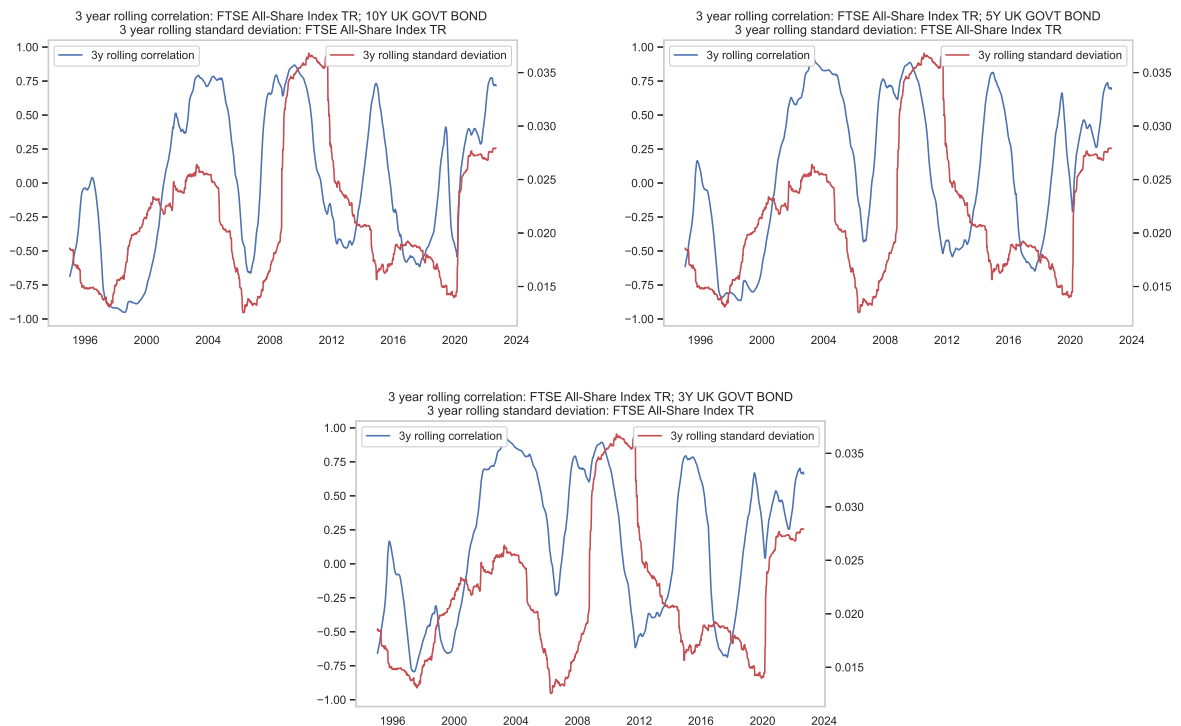 3 year rolling correlation: FTSE All-Share Index TR; 10Y UK GOVT BOND
3 year rolling standard deviation: FTSE All-Share Index TR
3y rolling correlation
3y rolling standard deviation
1.00
0.75
0.50
0.25
0.00
−0.25
−0.50
−0.75
−1.00
0.035
0.030
0.025
0.020
0.015
1996 2000 2004 2008 2012 2016 2020 2024
3 year rolling correlation: FTSE All-Share Index TR; 5Y UK GOVT BOND
3 year rolling standard deviation: FTSE All-Share Index TR
3y rolling correlation
3y rolling standard deviation
1.00
0.75
0.50
0.25
0.00
−0.25
−0.50
−0.75
−1.00
0.035
0.030
0.025
0.020
0.015
1996 2000 2004 2008 2012 2016 2020 2024
3 year rolling correlation: FTSE All-Share Index TR; 3Y UK GOVT BOND
3 year rolling standard deviation: FTSE All-Share Index TR
3y rolling correlation
3y rolling standard deviation
1.00
0.75
0.50
0.25
0.00
−0.25
−0.50
−0.75
−1.00
0.035
0.030
0.025
0.020
0.015
1996 2000 2004 2008 2012 2016 2020 2024